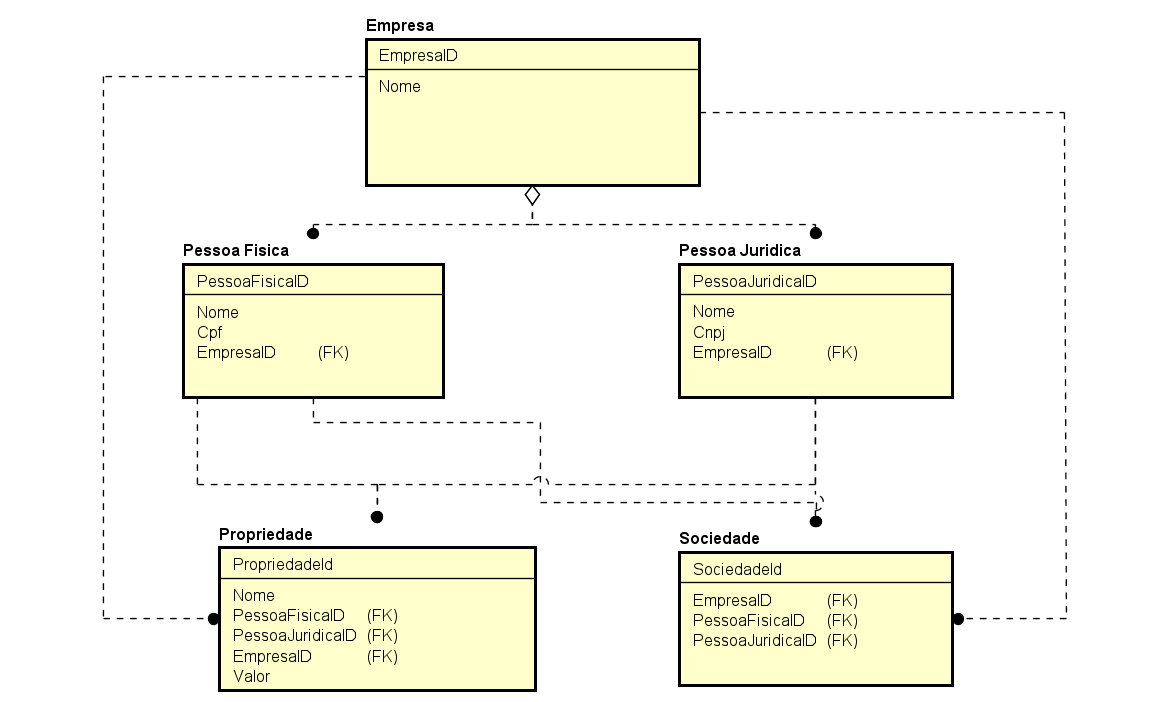 Empresa
EmpresaID
Nome
Pessoa Fisica
PessoaFisicaID
Nome
Cpf
EmpresaID (FK)
Pessoa Juridica
PessoaJuridicaID
Nome
Cnpj
EmpresaID (FK)
Propriedade
PropriedadeId
Nome
PessoaFisicaID (FK)
PessoaJuridicaID (FK)
EmpresaID (FK)
Valor
Sociedade
SociedadeId
EmpresaID (FK)
PessoaFisicaID (FK)
PessoaJuridicaID (FK)